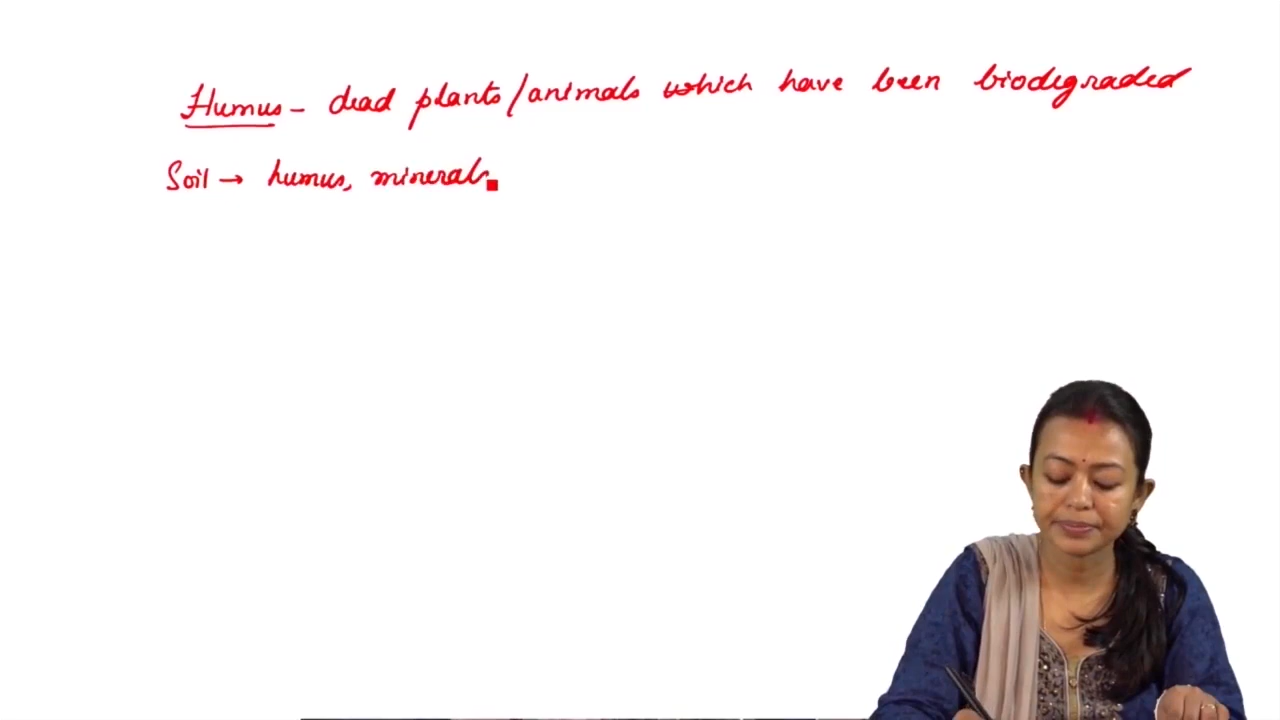 Humus - dead plants/animals which have been biodegraded
Soil → humus, minerals